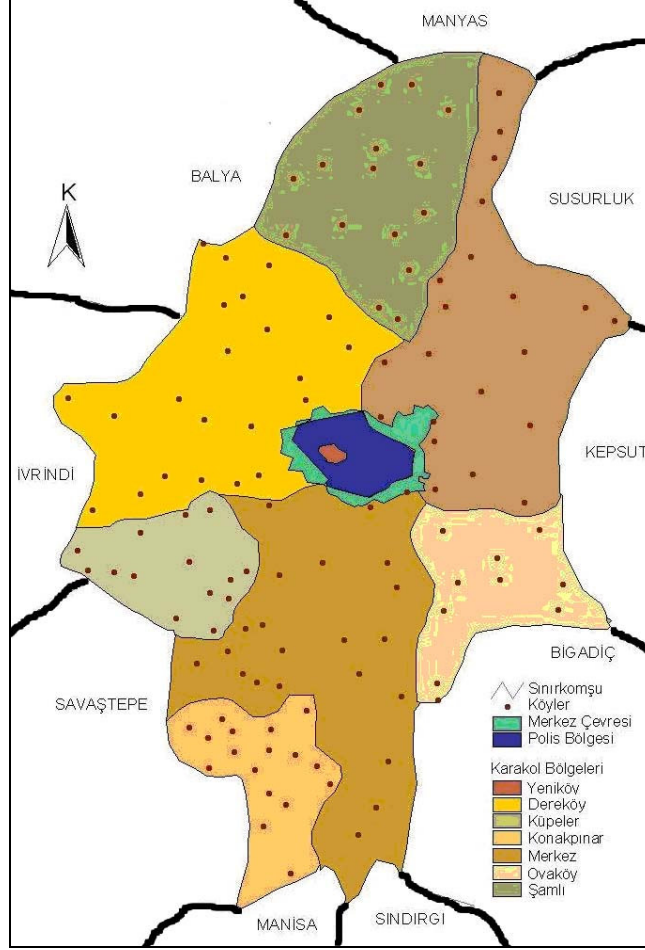 MANYAS
BALYA
K
SUSURLUK
KEPSUT
İVRİNDİ
BİGADİÇ
SAVAŞTEPE
Sınırkomşu
Köyler
Merkez Çevresi
Polis Bölgesi
Karakol Bölgeleri
Yeniköv
Dereköy
Küpeler
Konakpınar
Merkez
Ovaköy
Şamlı
MANİSA
SINDIRGI